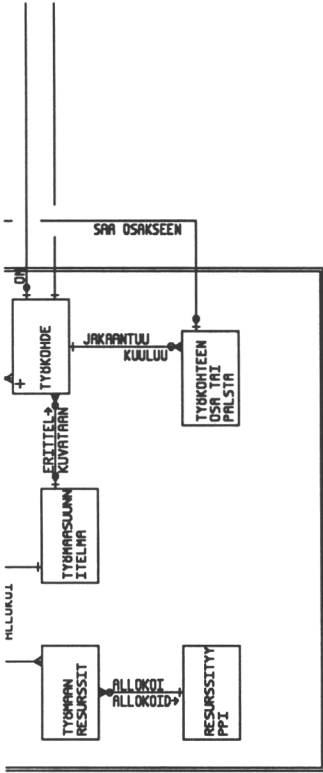 SAA OSAKSEEN
ON
TYÖKOHDE
JAKAANTUU
KUULUU
TYÖKOHTEEN
OSA TAI
PALSTA
ERITTEL→
KUVATAAN
TYÖMAASUUNN
ITELMA
ALLOKOI
TYÖMAAN
RESURSSIT
ALLOKOI
ALLOKOID→
RESURSSITYY
PPI